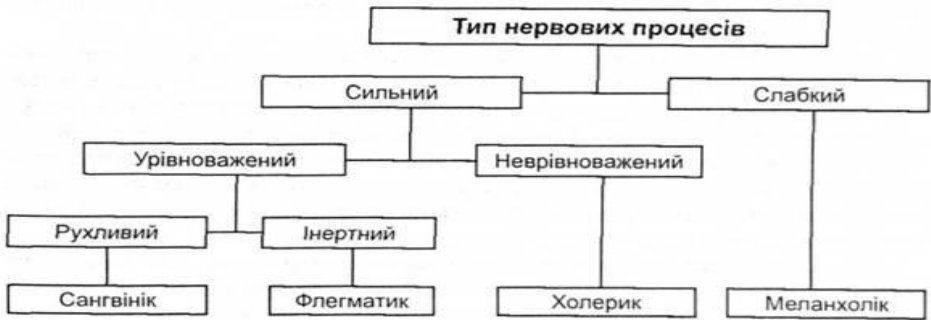 Тип нервових процесів
Сильний
Слабкий
Урівноважений
Неврівноважений
Рухливий
Інертний
Сангвінік
Флегматик
Холерик
Меланхолік